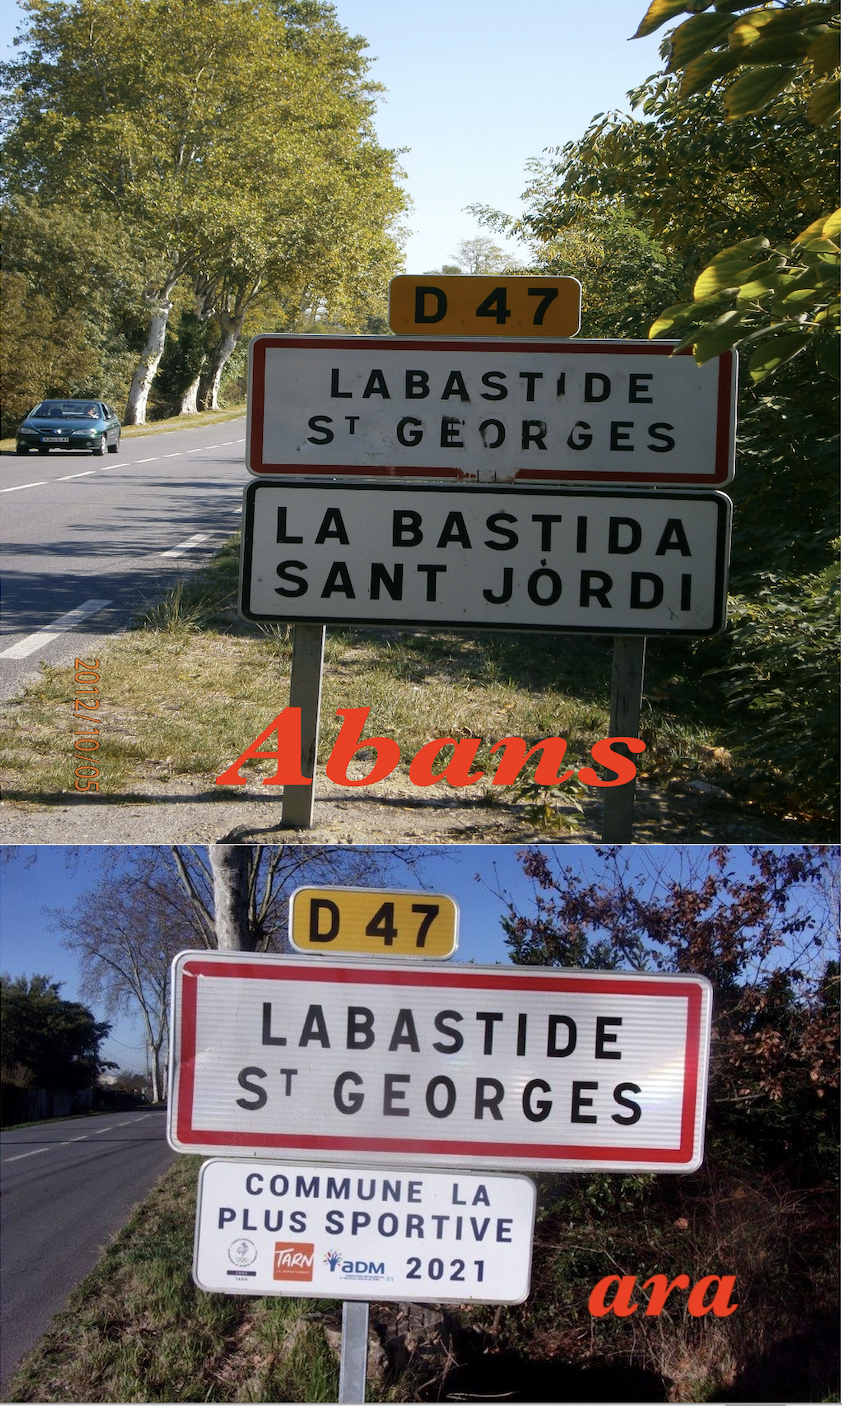 D 47
LABASTIDE
Sᵀ GEORGES
LA BASTIDA
SANT JÒRDI
2012/10/05
Abans
D 47
LABASTIDE
Sᵀ GEORGES
COMMUNE LA
PLUS SPORTIVE
TARN adm 2021
ara